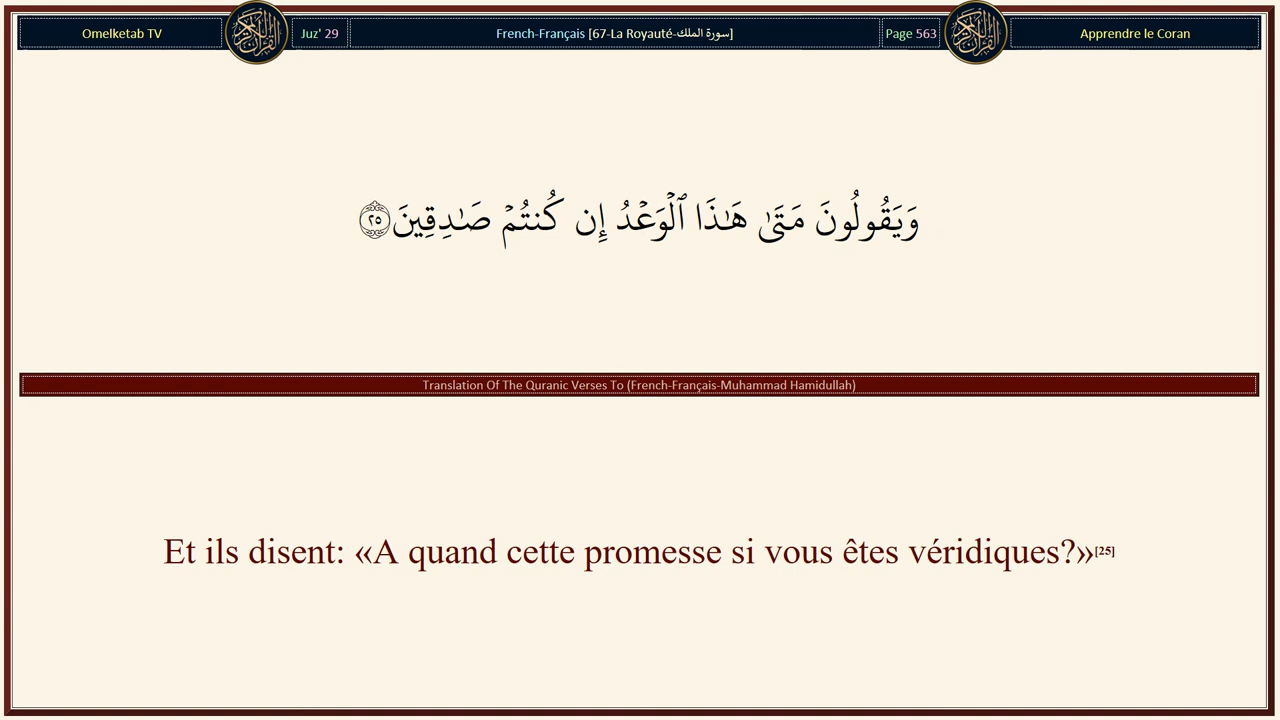 Omelketab TV
Juz' 29
French-Français [67-La Royauté-سورة الملك]
Page 563
Apprendre le Coran
وَيَقُولُونَ مَتَىٰ هَـٰذَا ٱلۡوَعۡدُ إِن كُنتُمۡ صَـٰدِقِينَ ٢٥
Translation Of The Quranic Verses To (French-Français-Muhammad Hamidullah)
Et ils disent: «A quand cette promesse si vous êtes véridiques?»[25]